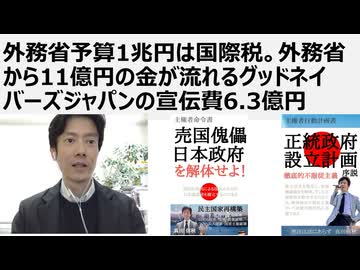 外務省予算1兆円は国際税。外務省
から11億円の金が流れるグッドネイ
バーズジャパンの宣伝費6.3億円
主権者命令書
売国傀儡
日本政府
を解体せよ!
民主国家再構築
主権者行動計画書
正統政府
設立計画
序説
徹底的不服従主義